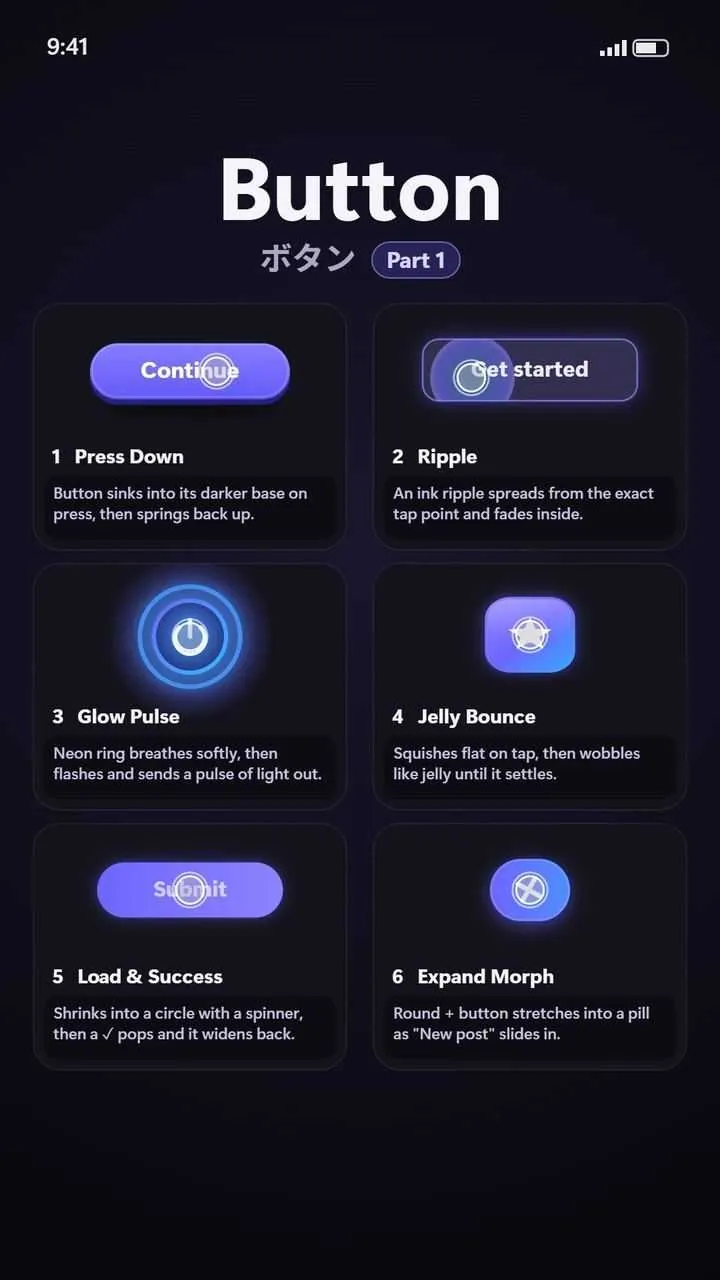 9:41
Button
ボタン Part 1
Continue
Get started
1 Press Down
2 Ripple
Button sinks into its darker base on
press, then springs back up.
An ink ripple spreads from the exact
tap point and fades inside.
3 Glow Pulse
4 Jelly Bounce
Neon ring breathes softly, then
flashes and sends a pulse of light out.
Squishes flat on tap, then wobbles
like jelly until it settles.
Submit
5 Load & Success
6 Expand Morph
Shrinks into a circle with a spinner,
then a ✓ pops and it widens back.
Round + button stretches into a pill
as "New post" slides in.